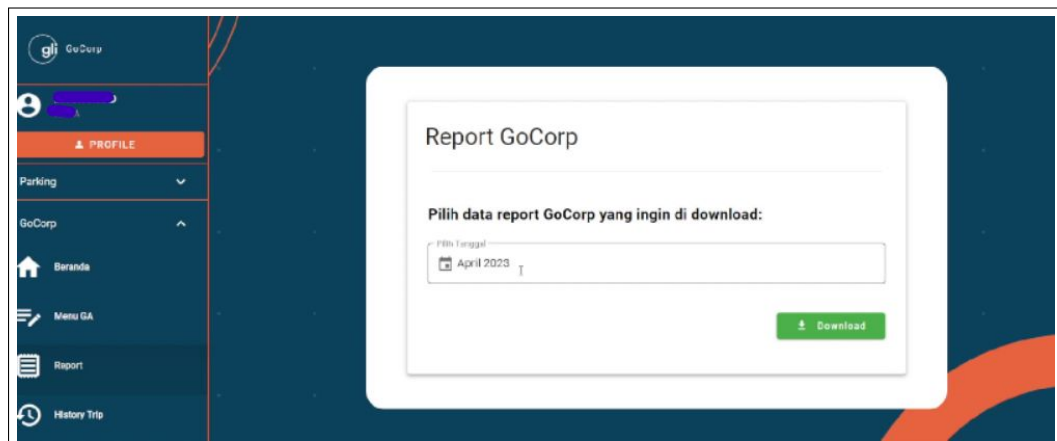 gli GoCorp
PROFILE
Parking
GoCorp
Beranda
Menu GA
Report
History Trip
Report GoCorp
Pilih data report GoCorp yang ingin di download:
Pilih Tanggal
April 2023
Download